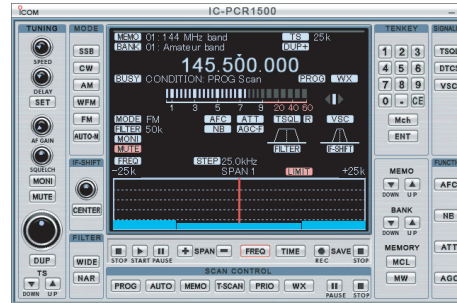 ICOM IC-PCR1500
TUNING MODE TENKEY SIGNALI
MEMO 01:144 MHz band TS 25k
BANK 01:Amateur band DUP+
145.500.000
BUSY CONDITION: PROG Scan PROG WX
1 3 5 7 9 20 40 60
MODE FM AFC ATT TSQL R VSC
FILTER 50k NB AGC-F
MONI
MUTE FILTER IF-SHIFT
FREQ STEP 25.0kHz
-25k SPAN 1 LIMIT +25k
SPEED
DELAY
SET
AF GAIN
SQUELCH
MONI
MUTE
DUP
TS
DOWN UP
SSB
CW
AM
WFM
FM
AUTO-N
IF-SHIFT
CENTER
FILTER
WIDE
NAR
STOP START PAUSE
SPAN FREQ TIME SAVE
REC STOP
SCAN CONTROL
PROG AUTO MEMO T-SCAN PRIO WX
PAUSE STOP
1 2 3
4 5 6
7 8 9
0 . CE
Mch
ENT
MEMO
DOWN UP
BANK
DOWN UP
MEMORY
MCL
MW
TSQL
DTCS
VSC
FUNCTI
AFC
NB
ATT
AGC